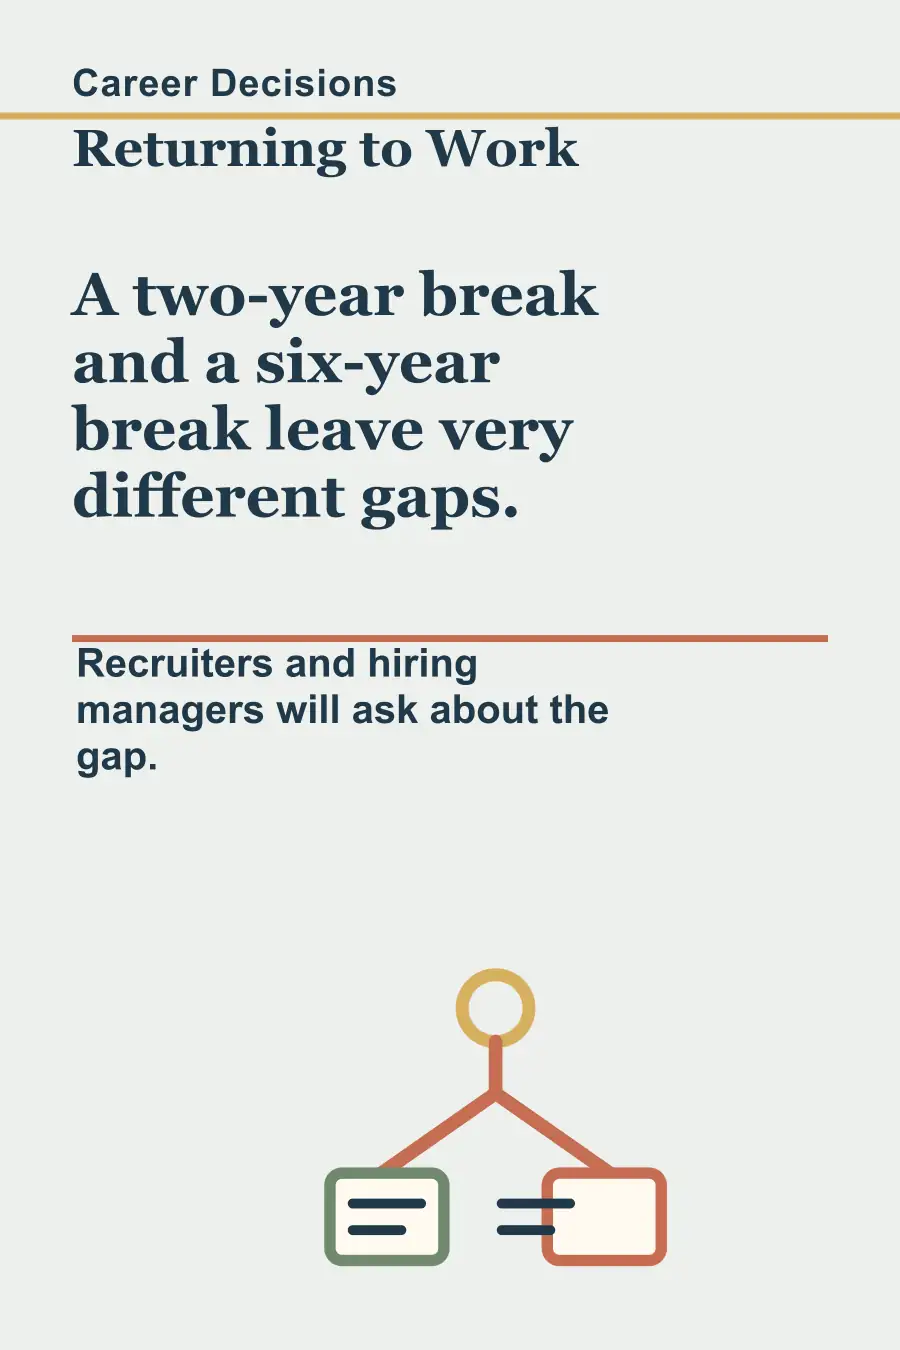 Career Decisions
Returning to Work
A two-year break
and a six-year
break leave very
different gaps.
Recruiters and hiring
managers will ask about the
gap.